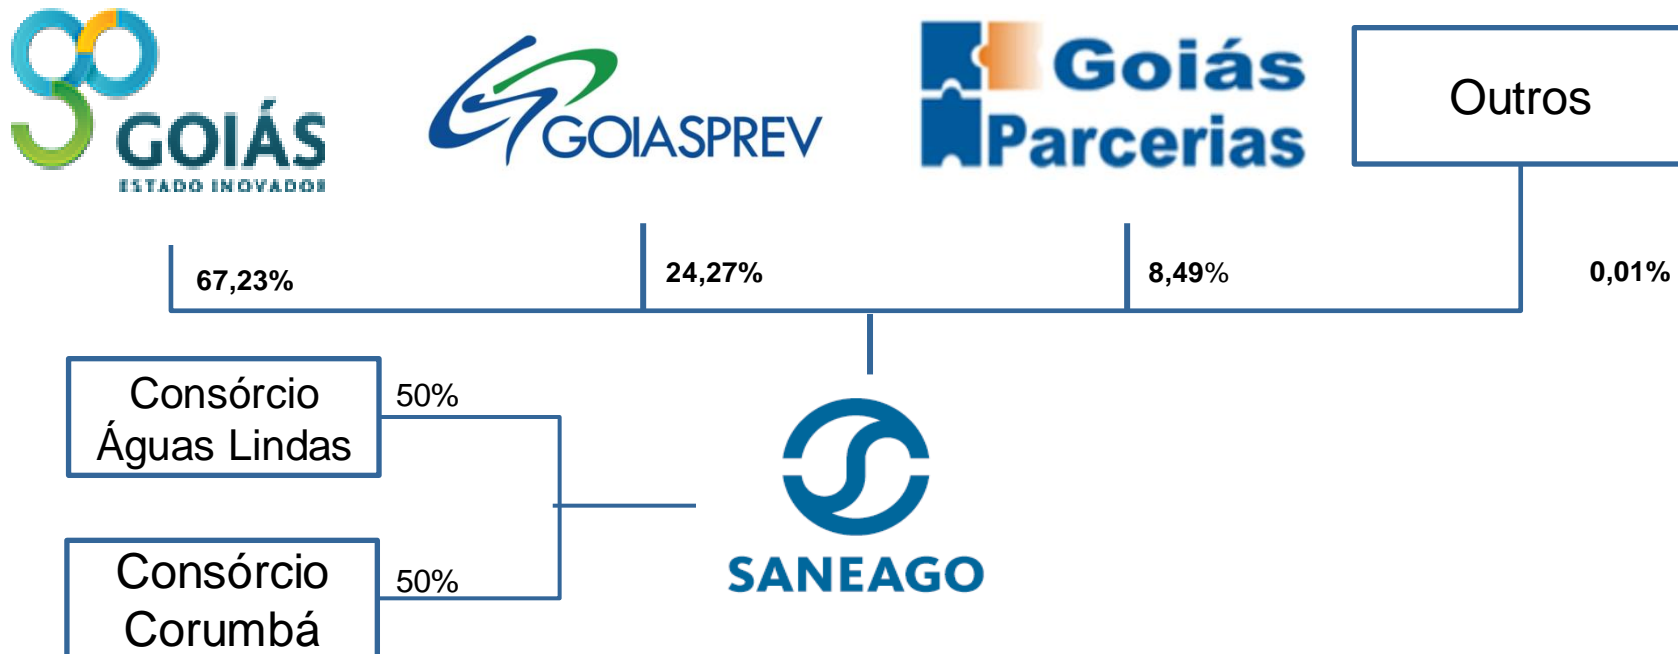 GOIÁS
ESTADO INOVADOR
GOIASPREV
Goiás
Parcerias
Outros
67,23%
24,27%
8,49%
0,01%
Consórcio
Águas Lindas
50%
Consórcio
Corumbá
50%
SANEAGO